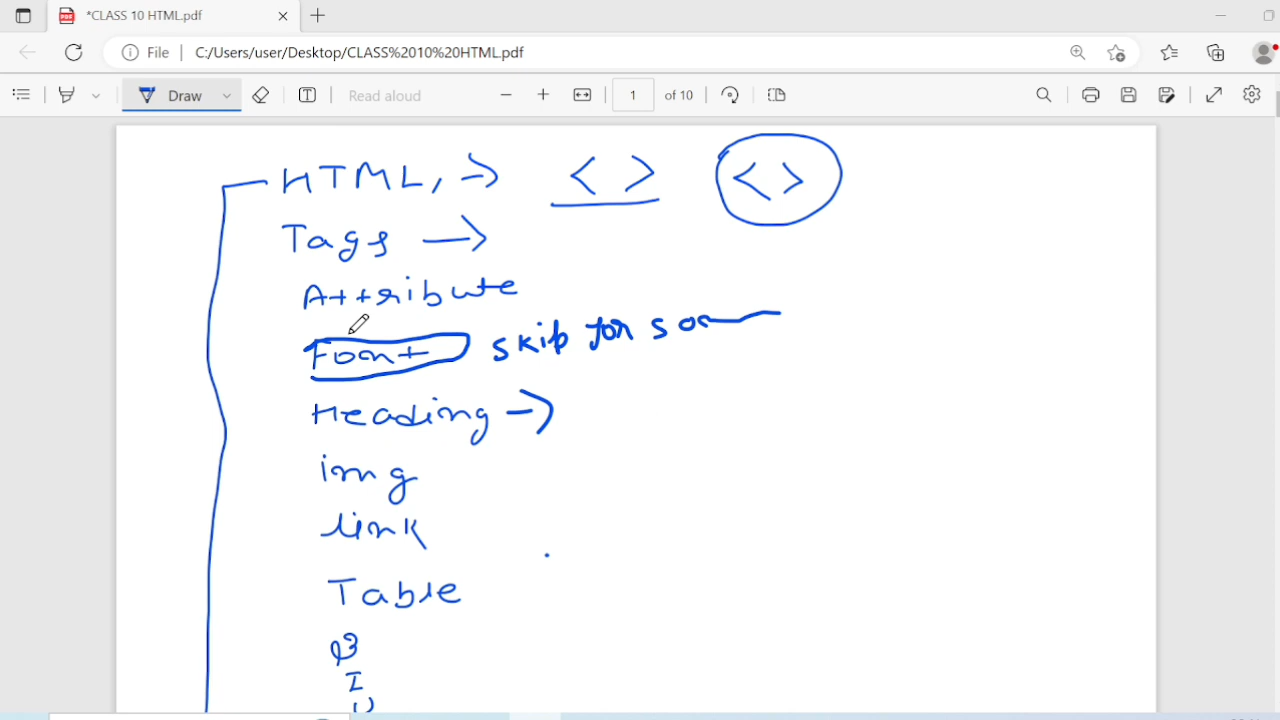 *CLASS 10 HTML.pdf
File | C:/Users/user/Desktop/CLASS%2010%20HTML.pdf
Draw Read aloud 1 of 10
HTML, → < > < >
Tags →
Attribute
Font skip for
Heading →
img
link
Table
B
I
U